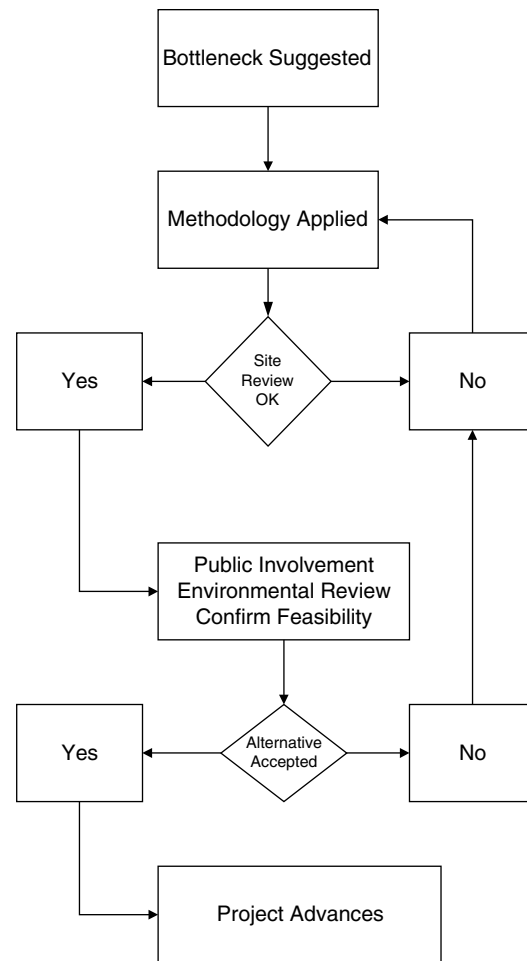 Bottleneck Suggested
Methodology Applied
Site
Review
OK
Yes
No
Public Involvement
Environmental Review
Confirm Feasibility
Alternative
Accepted
Yes
No
Project Advances